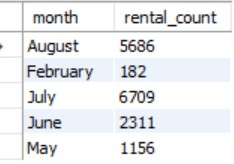 month rental_count
August 5686
February 182
July 6709
June 2311
May 1156